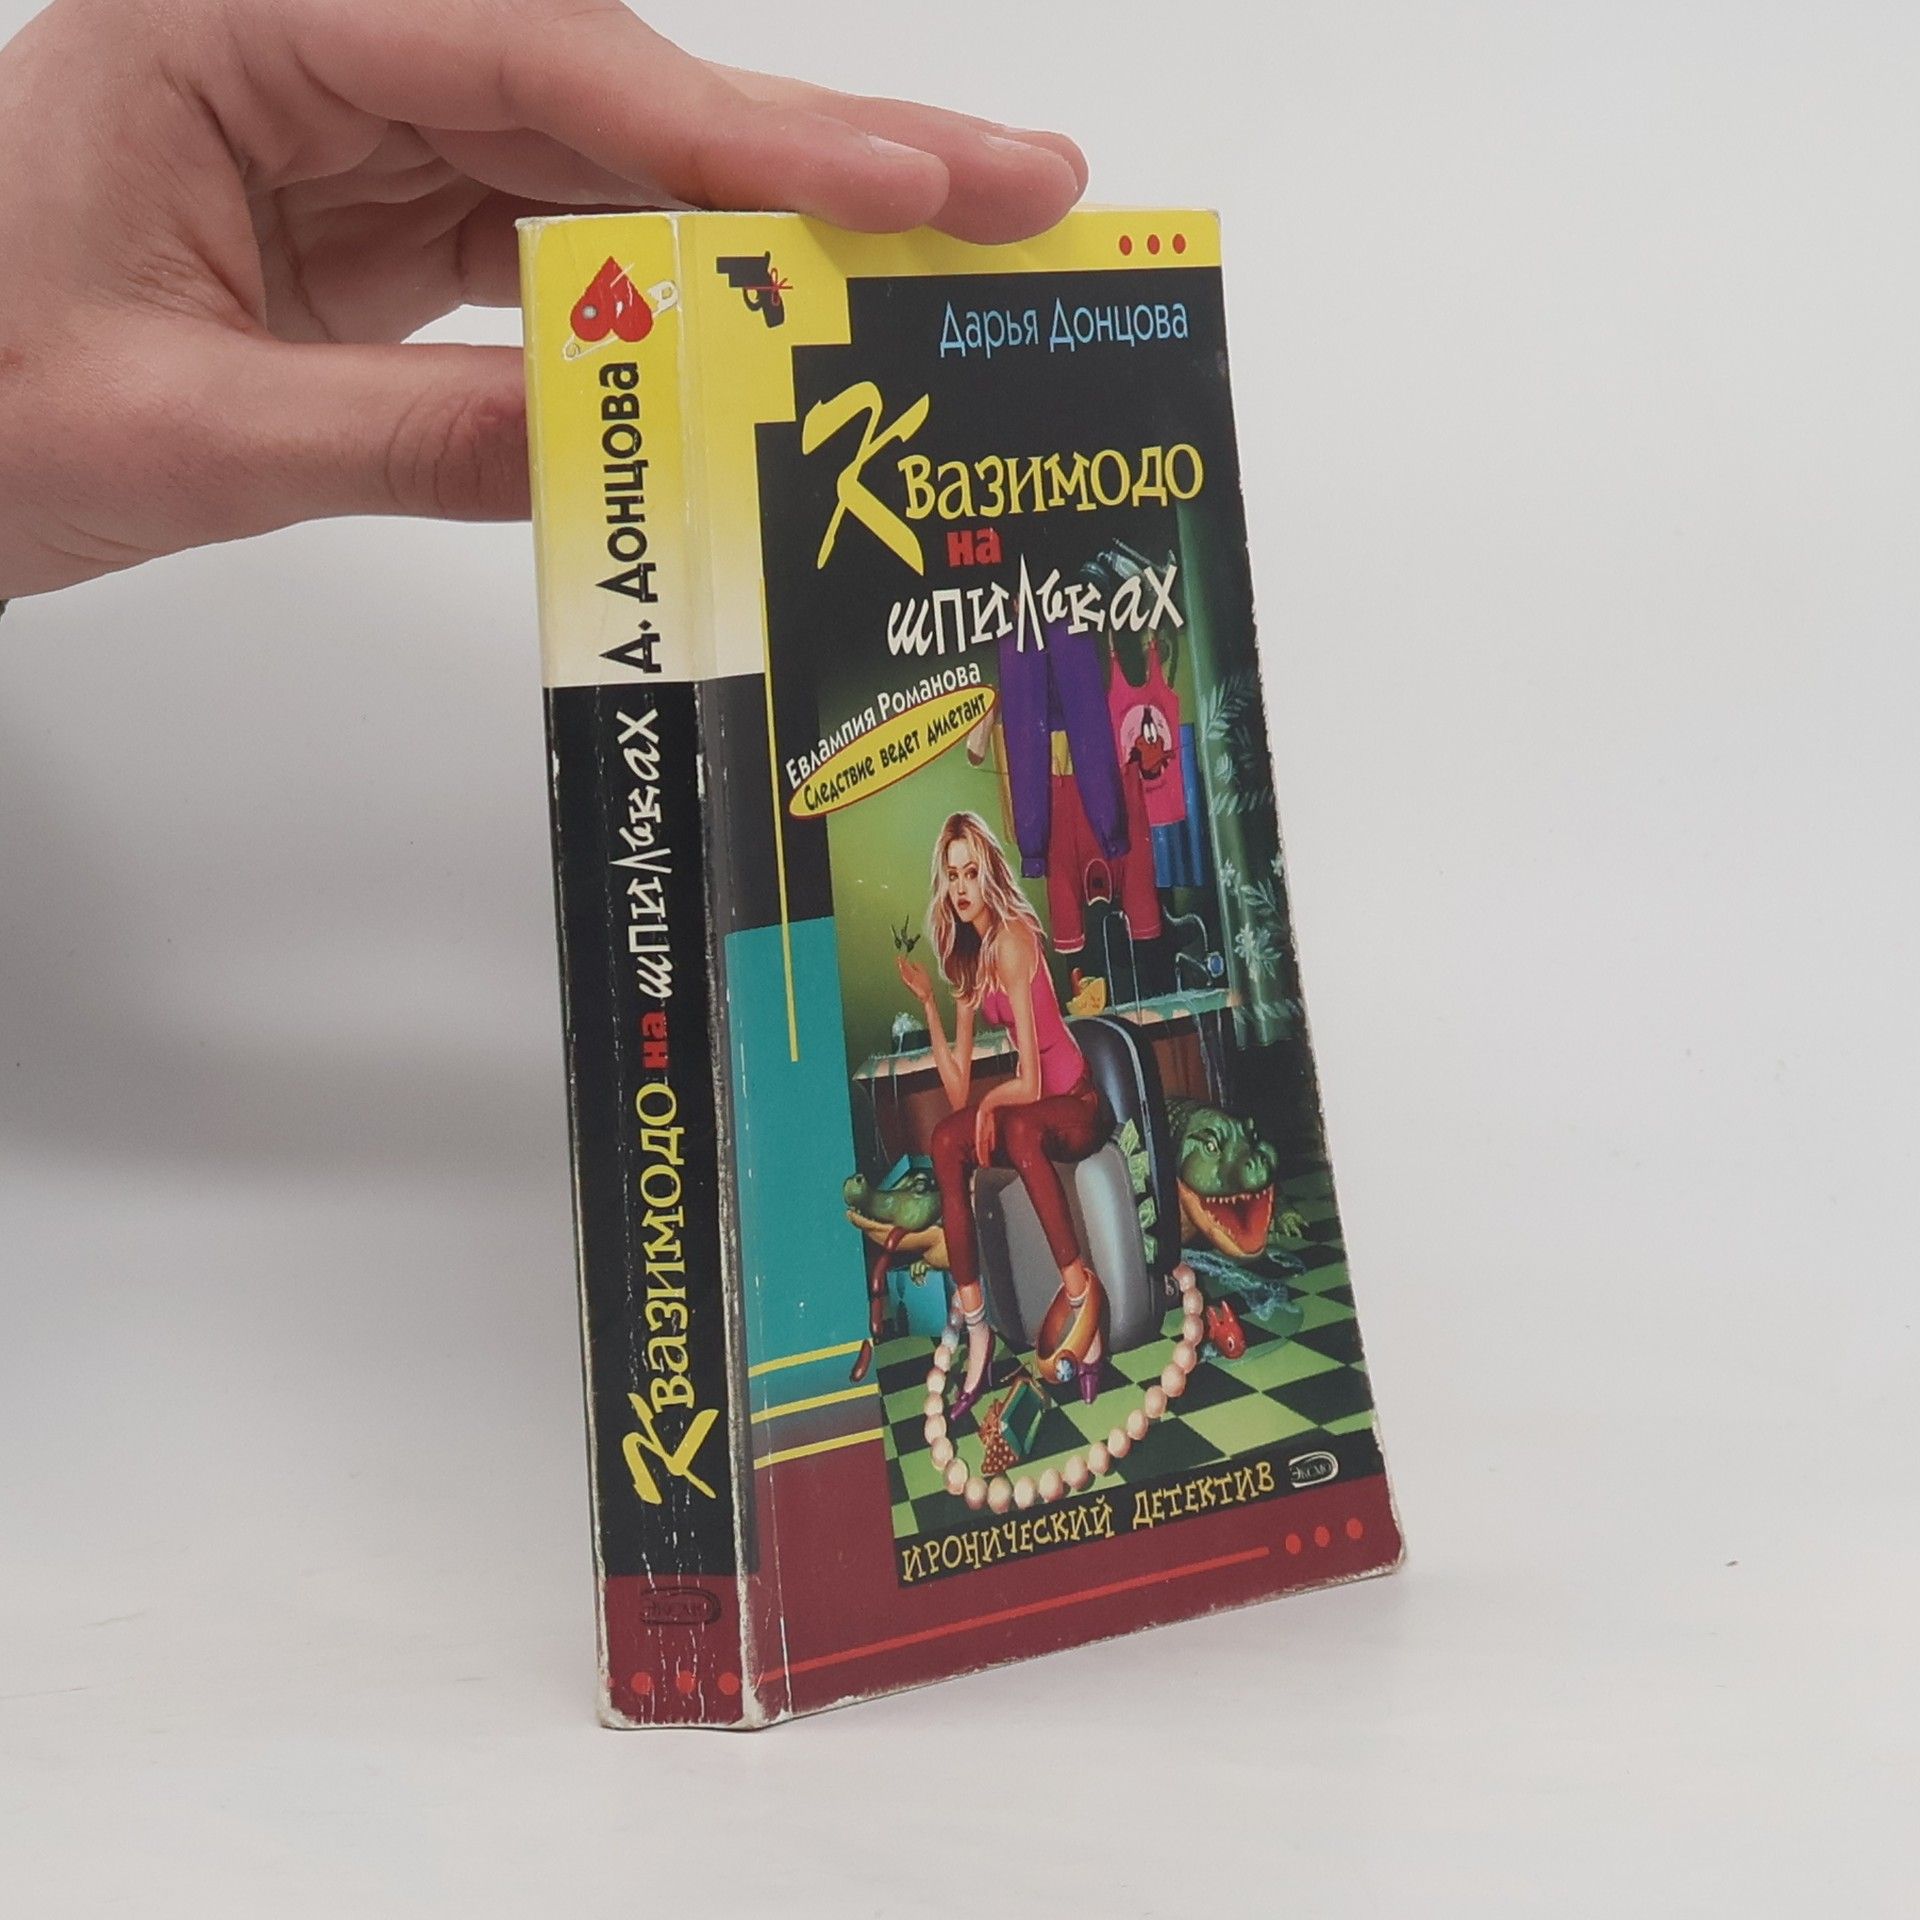 Д. Донцова
Квазимодо на шпильках
ЭКСМО
Дарья Донцова
Квазимодо
на
шпильках
Евлампия Романова
Следствие ведет дилетант
ИРОНИЧЕСКИЙ ДЕТЕКТИВ
ЭКСМО